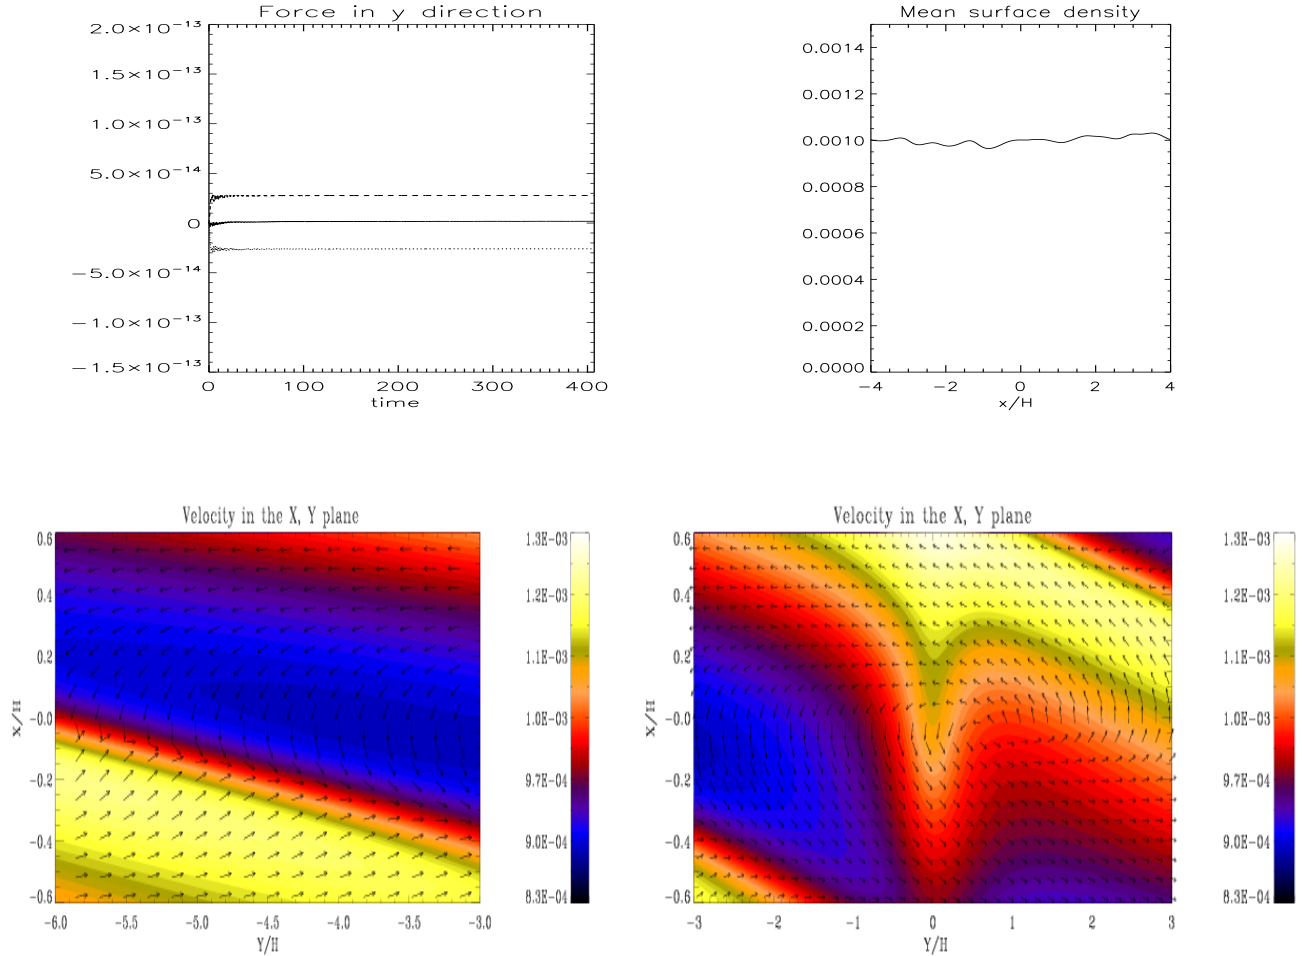 Force in y direction
2.0×10⁻¹³
1.5×10⁻¹³
1.0×10⁻¹³
5.0×10⁻¹⁴
0
−5.0×10⁻¹⁴
−1.0×10⁻¹³
−1.5×10⁻¹³
0 100 200 300 400
time
Mean surface density
0.0014
0.0012
0.0010
0.0008
0.0006
0.0004
0.0002
0.0000
−4 −2 0 2 4
x/H
Velocity in the X, Y plane
0.6
0.4
0.2
-0.0
-0.2
-0.4
-0.6
X/H
-6.0 -5.5 -5.0 -4.5 -4.0 -3.5 -3.0
Y/H
1.3E-03
1.2E-03
1.1E-03
1.0E-03
9.7E-04
9.0E-04
8.3E-04
Velocity in the X, Y plane
0.6
0.4
0.2
-0.0
-0.2
-0.4
-0.6
X/H
-3 -2 -1 0 1 2 3
Y/H
1.3E-03
1.2E-03
1.1E-03
1.0E-03
9.7E-04
9.0E-04
8.3E-04